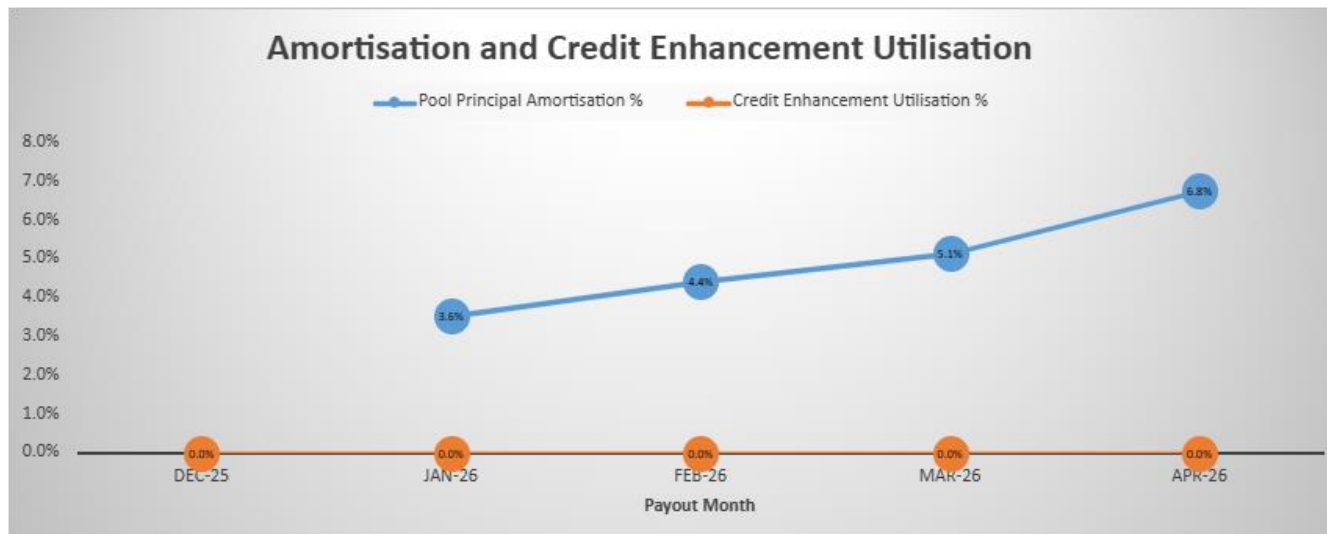 Amortisation and Credit Enhancement Utilisation
Pool Principal Amortisation % Credit Enhancement Utilisation %
8.0%
7.0%
6.8%
6.0%
5.0%
5.1%
4.4%
4.0%
3.6%
3.0%
2.0%
1.0%
0.0% 0.0% 0.0% 0.0% 0.0% 0.0%
DEC-25 JAN-26 FEB-26 MAR-26 APR-26
Payout Month